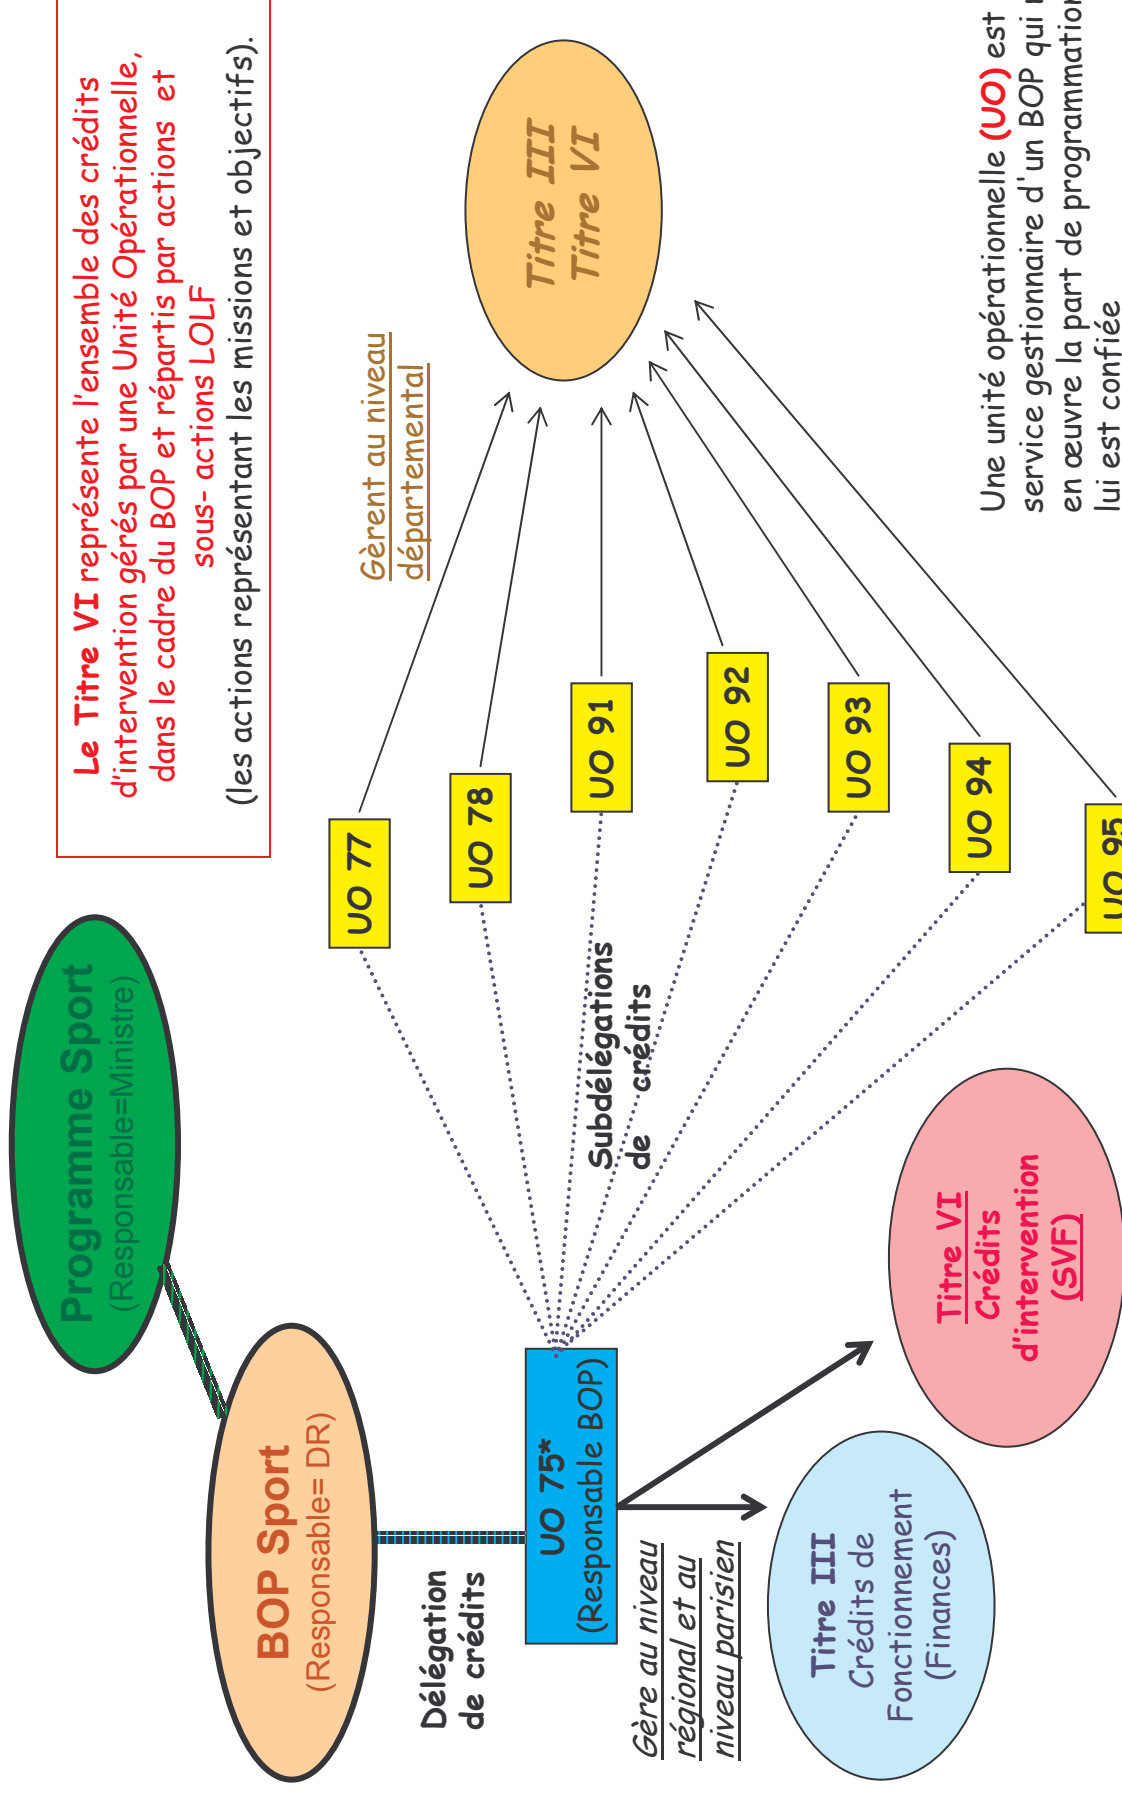 Programme Sport
(Responsable=Ministre)
BOP Sport
(Responsable= DR)
Le Titre VI représente l'ensemble des crédits
d'intervention gérés par une Unité Opérationnelle,
dans le cadre du BOP et répartis par actions et
sous- actions LOLF
(les actions représentant les missions et objectifs).
Délégation
de crédits
UO 75*
(Responsable BOP)
Gère au niveau
régional et au
niveau parisien
Titre III
Crédits de
Fonctionnement
(Finances)
Titre VI
Crédits
d'intervention
(SVF)
Subdélégations
de crédits
UO 77
UO 78
UO 91
UO 92
UO 93
UO 94
UO 95
Gèrent au niveau
départemental
Titre III
Titre VI
Une unité opérationnelle (UO) est
service gestionnaire d'un BOP qui
en œuvre la part de programmation
lui est confiée